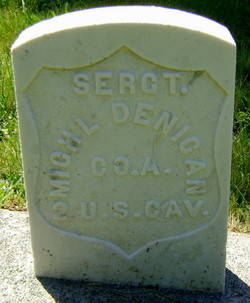 SERGT.
MICHL DENIGAN
CO. A.
2. U.S. CAV.